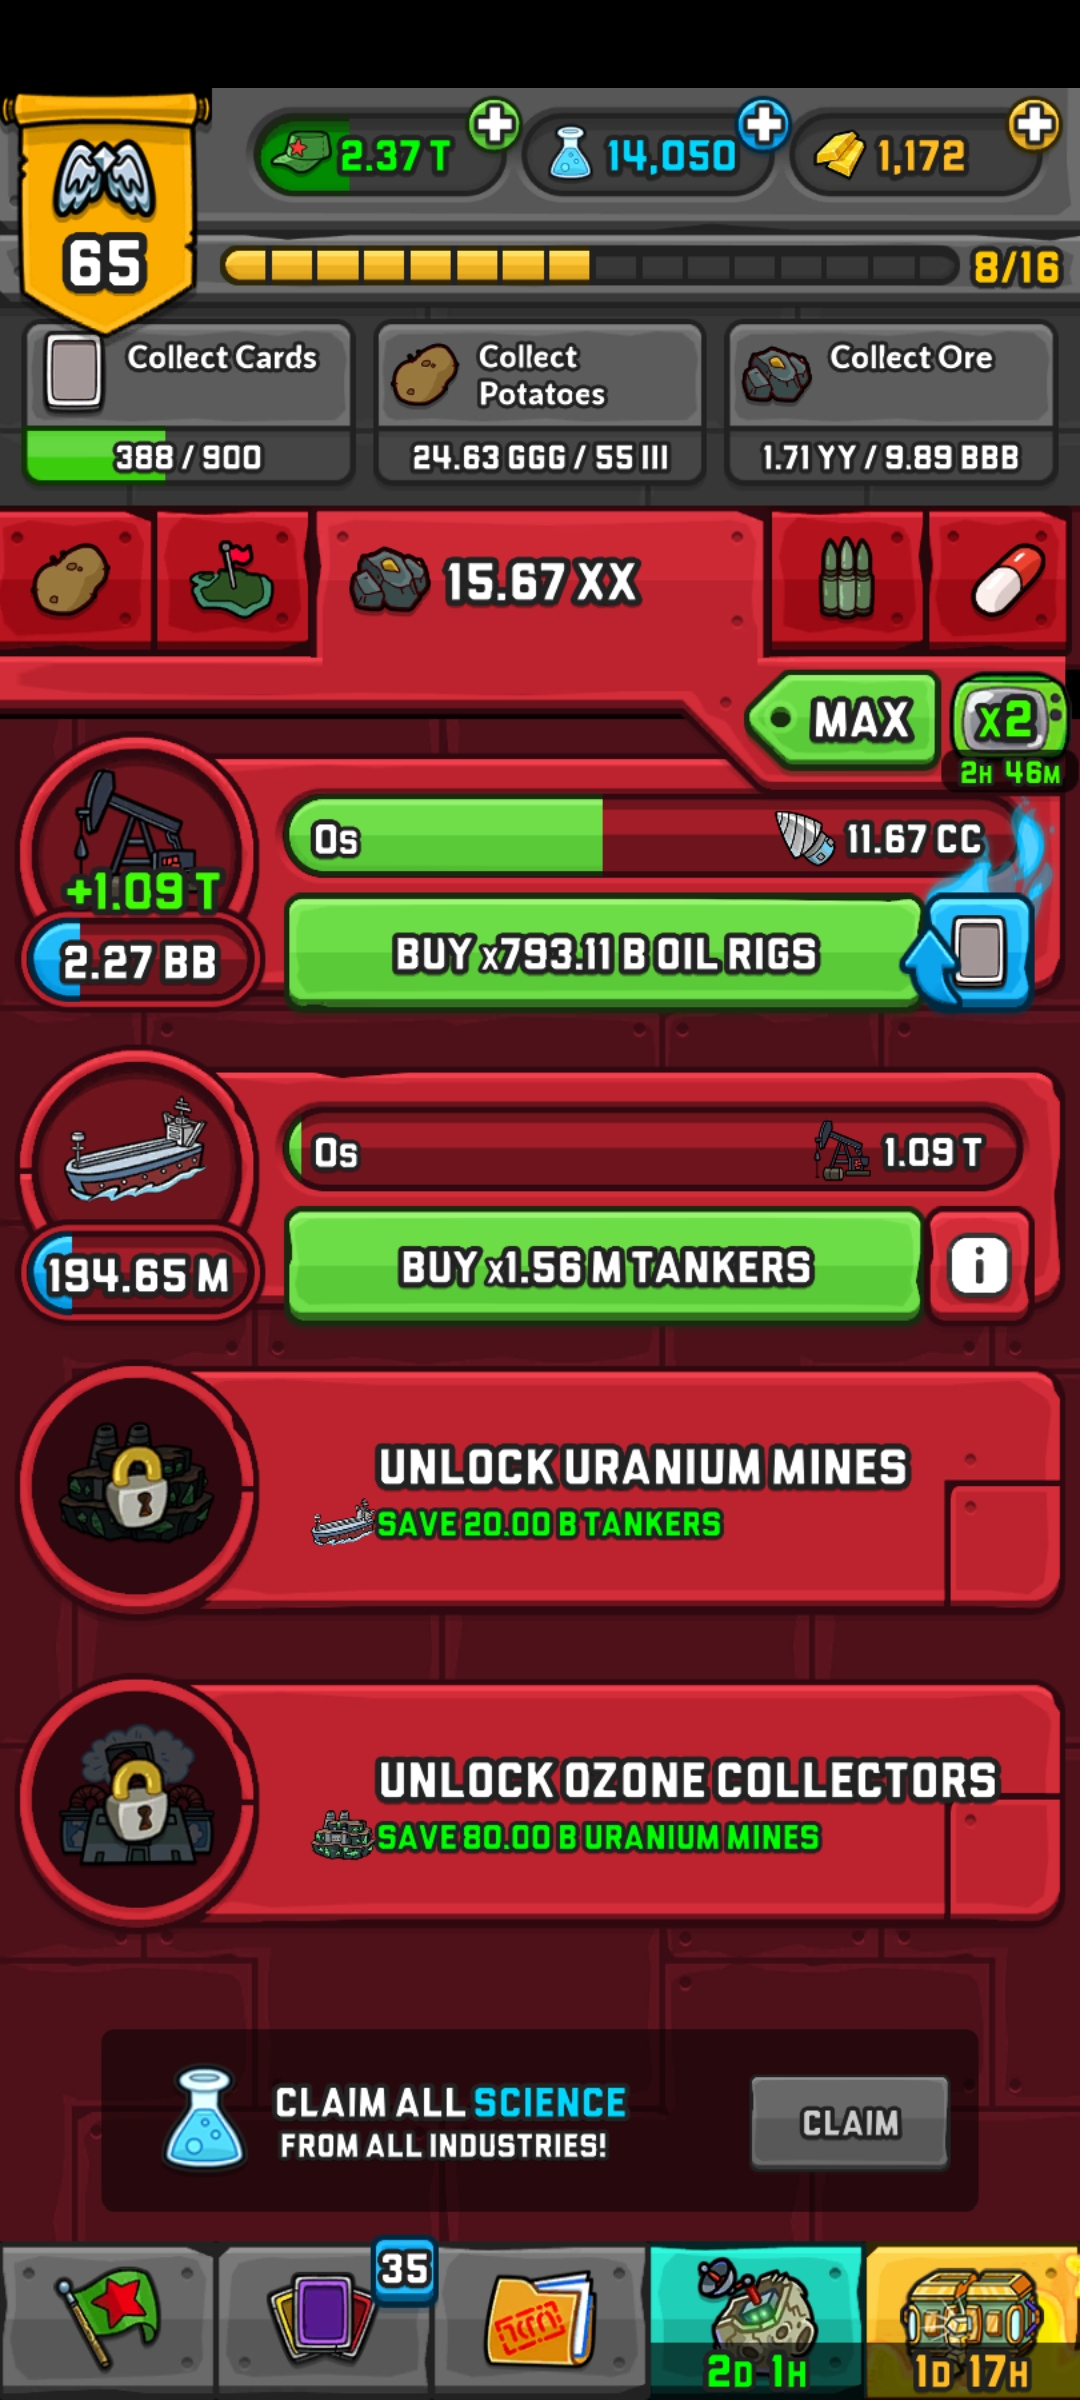 65
2.37 T
14,050
1,172
8/16
Collect Cards
388 / 900
Collect
Potatoes
24.63 GGG / 55 III
Collect Ore
1.71 YY / 9.89 BBB
15.67 XX
MAX
x2
2H 46M
0s
11.67 CC
+1.09 T
2.27 BB
BUY x793.11 B OIL RIGS
0s
1.09 T
194.65 M
BUY x1.56 M TANKERS
i
UNLOCK URANIUM MINES
SAVE 20.00 B TANKERS
UNLOCK OZONE COLLECTORS
SAVE 80.00 B URANIUM MINES
CLAIM ALL SCIENCE
FROM ALL INDUSTRIES!
CLAIM
35
2D 1H
1D 17H